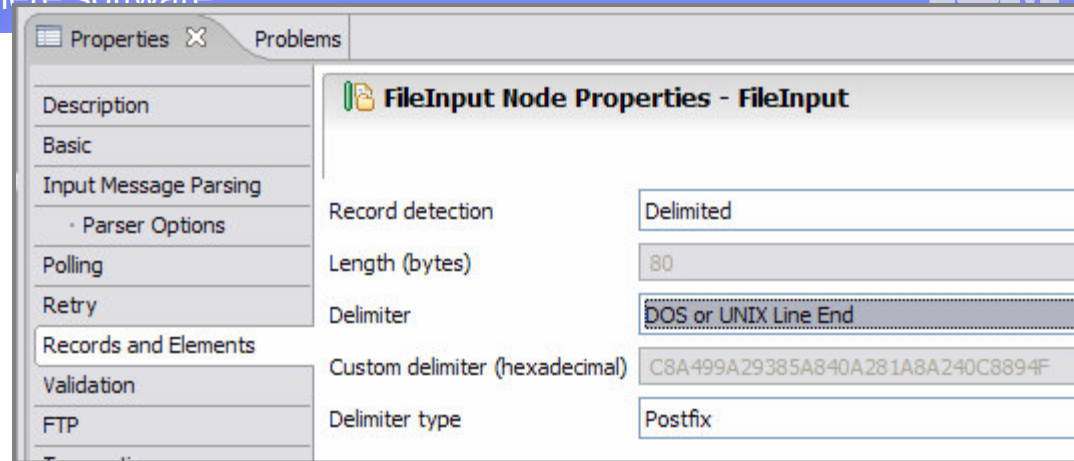 Properties Problems
FileInput Node Properties - FileInput
Description
Basic
Input Message Parsing
· Parser Options
Polling
Retry
Records and Elements
Validation
FTP
Record detection Delimited
Length (bytes) 80
Delimiter DOS or UNIX Line End
Custom delimiter (hexadecimal) C8A499A29385A840A281A8A240C8894F
Delimiter type Postfix